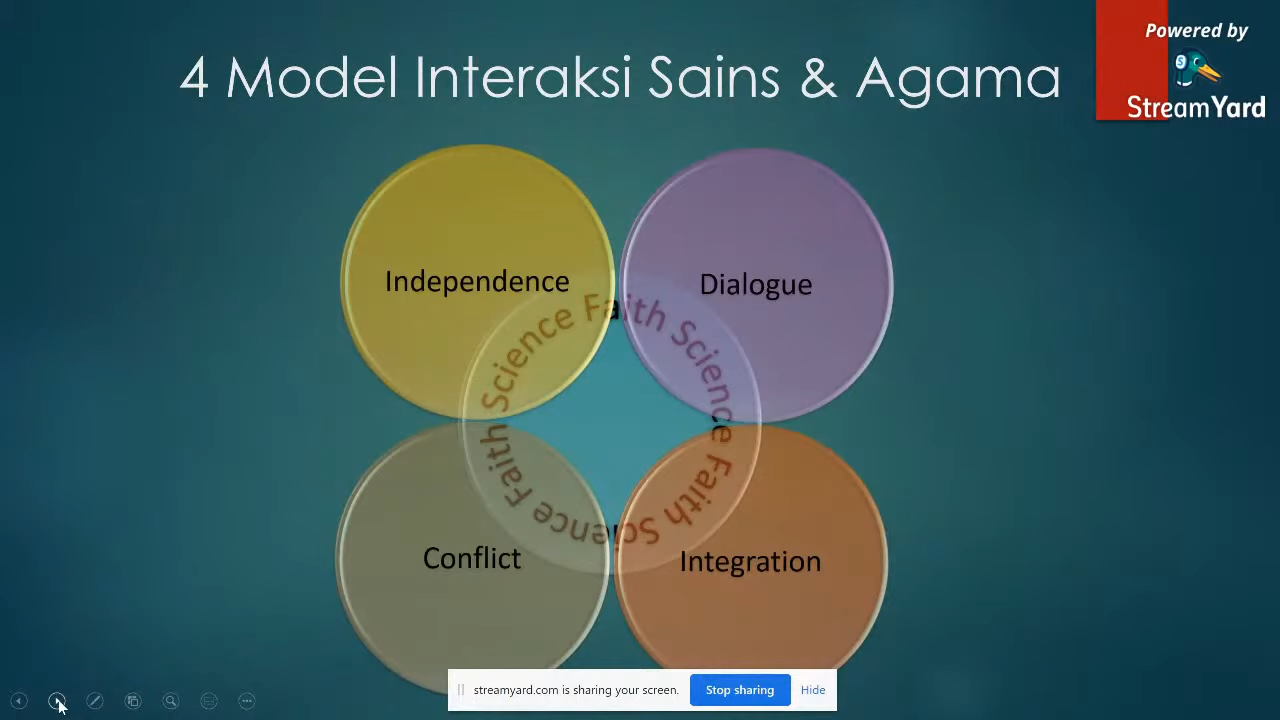 4 Model Interaksi Sains & Agama
Powered by
StreamYard
Independence
Dialogue
Faith Science Faith Science Faith Science
Conflict
Integration
streamyard.com is sharing your screen.
Stop sharing
Hide